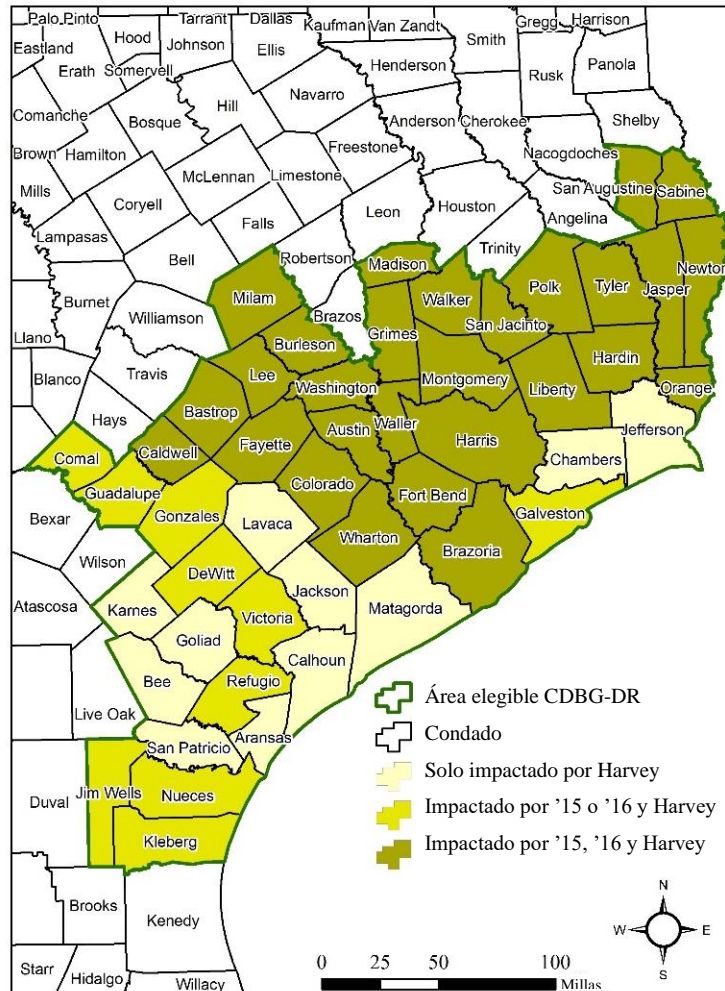 Palo Pinto
Tarrant
Dallas
Kaufman
Van Zandt
Gregg
Harrison
Hood
Johnson
Ellis
Smith
Eastland
Erath
Somervell
Henderson
Rusk
Panola
Hill
Navarro
Comanche
Bosque
Anderson
Cherokee
Shelby
Freestone
Nacogdoches
Brown
Hamilton
McLennan
Limestone
San Augustine
Sabine
Mills
Coryell
Leon
Houston
Angelina
Falls
Trinity
Lampasas
Bell
Robertson
Madison
Newton
Milam
Walker
Polk
Tyler
Jasper
Burnet
Brazos
Grimes
San Jacinto
Williamson
Llano
Burleson
Hardin
Lee
Travis
Washington
Montgomery
Liberty
Orange
Blanco
Bastrop
Hays
Austin
Waller
Jefferson
Caldwell
Fayette
Harris
Comal
Chambers
Colorado
Guadalupe
Fort Bend
Bexar
Gonzales
Lavaca
Galveston
Wharton
Wilson
Brazoria
DeWitt
Jackson
Atascosa
Karnes
Victoria
Matagorda
Goliad
Calhoun
Bee
Refugio
Live Oak
Aransas
San Patricio
Duval
Jim Wells
Nueces
Kleberg
Brooks
Kenedy
Starr
Hidalgo
Willacy
Área elegible CDBG-DR
Condado
Solo impactado por Harvey
Impactado por ’15 o ’16 y Harvey
Impactado por ’15, ’16 y Harvey
N
W
E
S
0 25 50 100
Millas